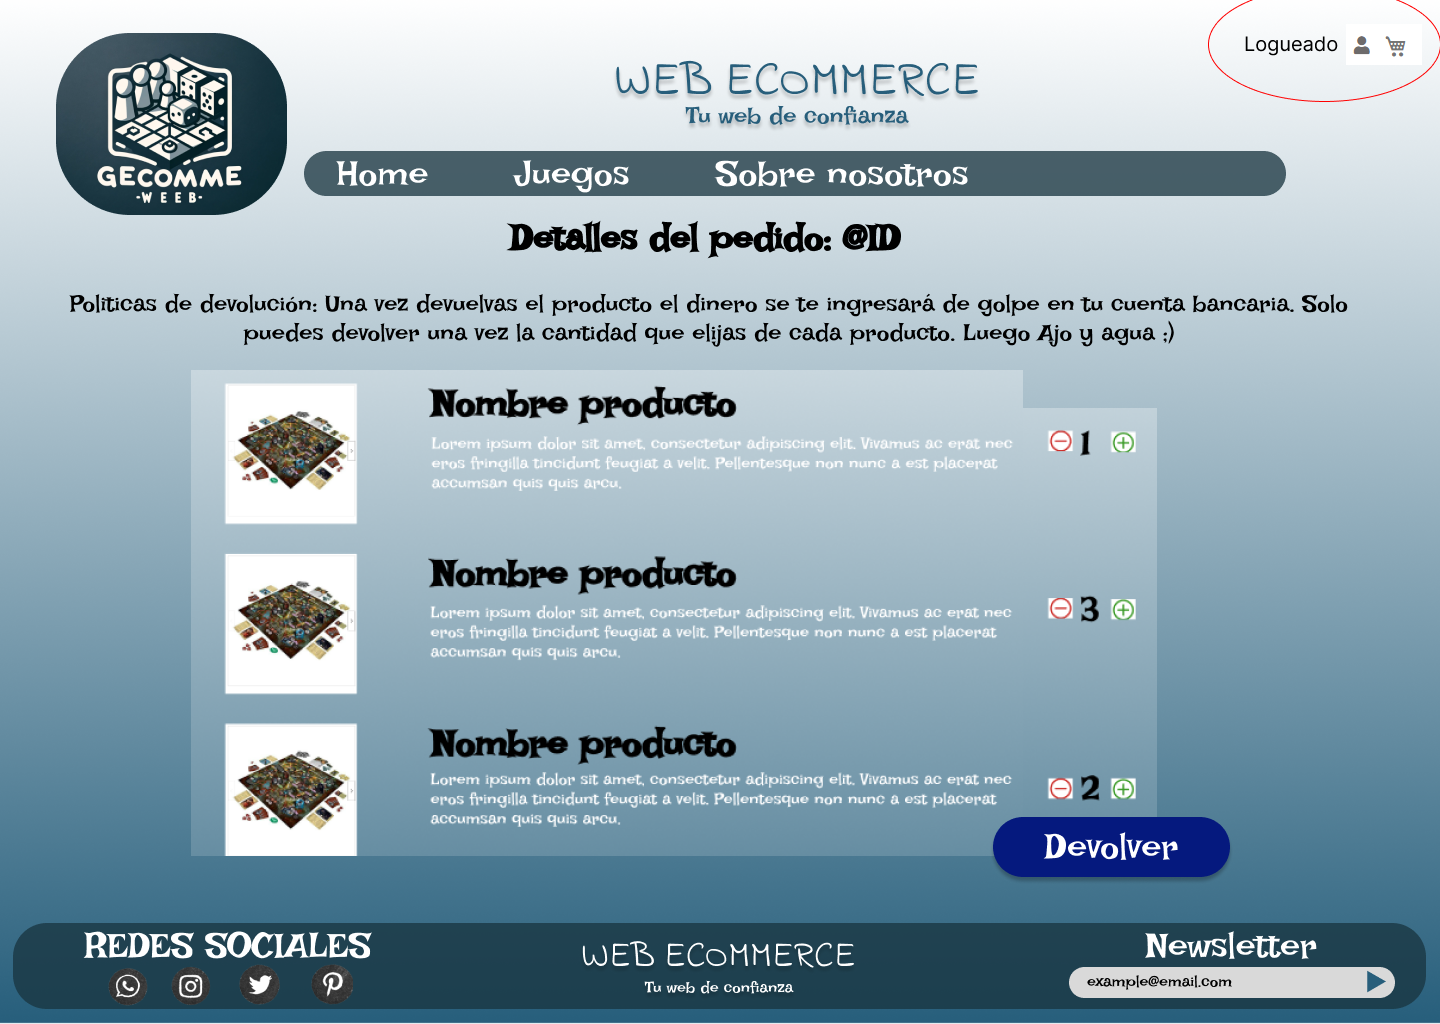 Logueado
WEB ECOMMERCE
Tu web de confianza
GECOMME
-WEEB-
Home Juegos Sobre nosotros
Detalles del pedido: @ID
Politicas de devolución: Una vez devuelvas el producto el dinero se te ingresará de golpe en tu cuenta bancaria. Solo
puedes devolver una vez la cantidad que elijas de cada producto. Luego Ajo y agua ;)
Nombre producto
Lorem ipsum dolor sit amet, consectetur adipiscing elit. Vivamus ac erat nec
eros fringilla tincidunt feugiat a velit. Pellentesque non nunc a est placerat
accumsan quis quis arcu.
1
Nombre producto
Lorem ipsum dolor sit amet, consectetur adipiscing elit. Vivamus ac erat nec
eros fringilla tincidunt feugiat a velit. Pellentesque non nunc a est placerat
accumsan quis quis arcu.
3
Nombre producto
Lorem ipsum dolor sit amet, consectetur adipiscing elit. Vivamus ac erat nec
eros fringilla tincidunt feugiat a velit. Pellentesque non nunc a est placerat
accumsan quis quis arcu.
2
Devolver
REDES SOCIALES
WEB ECOMMERCE
Tu web de confianza
Newsletter
example@email.com